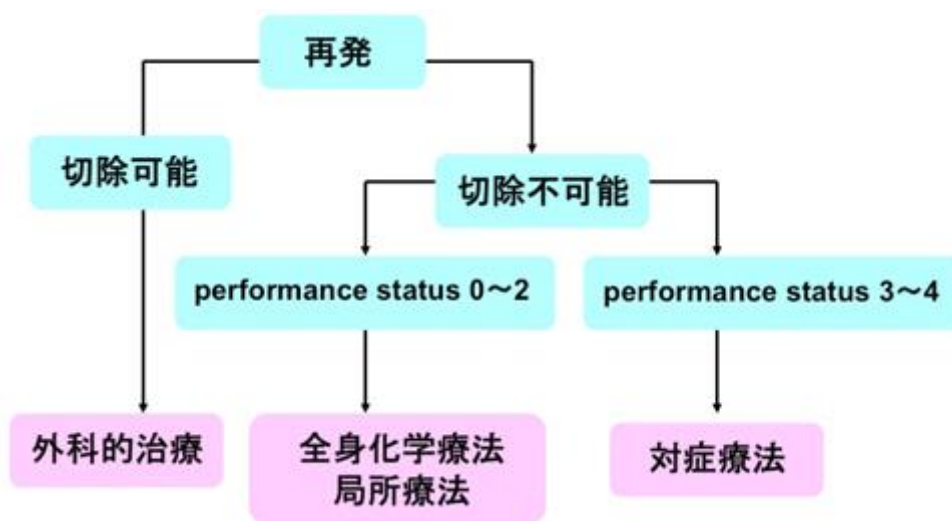 再発
切除可能
切除不可能
performance status 0～2
performance status 3～4
外科的治療
全身化学療法
局所療法
対症療法